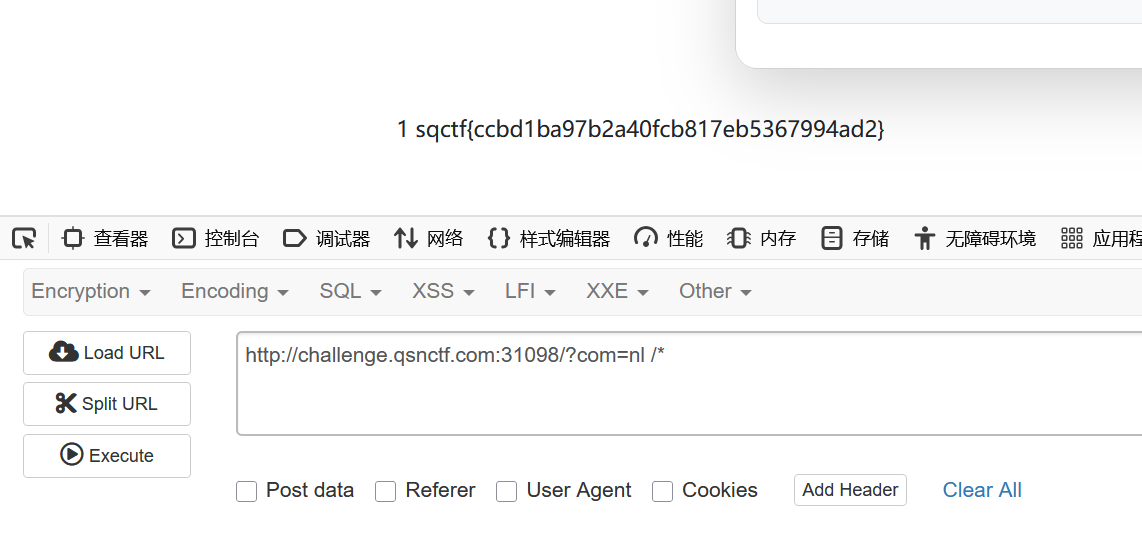 1 sqctf{ccbd1ba97b2a40fcb817eb5367994ad2}
查看器 控制台 调试器 网络 样式编辑器 性能 内存 存储 无障碍环境 应用程
Encryption Encoding SQL XSS LFI XXE Other
Load URL http://challenge.qsnctf.com:31098/?com=nl /*
Split URL
Execute
Post data Referer User Agent Cookies Add Header Clear All